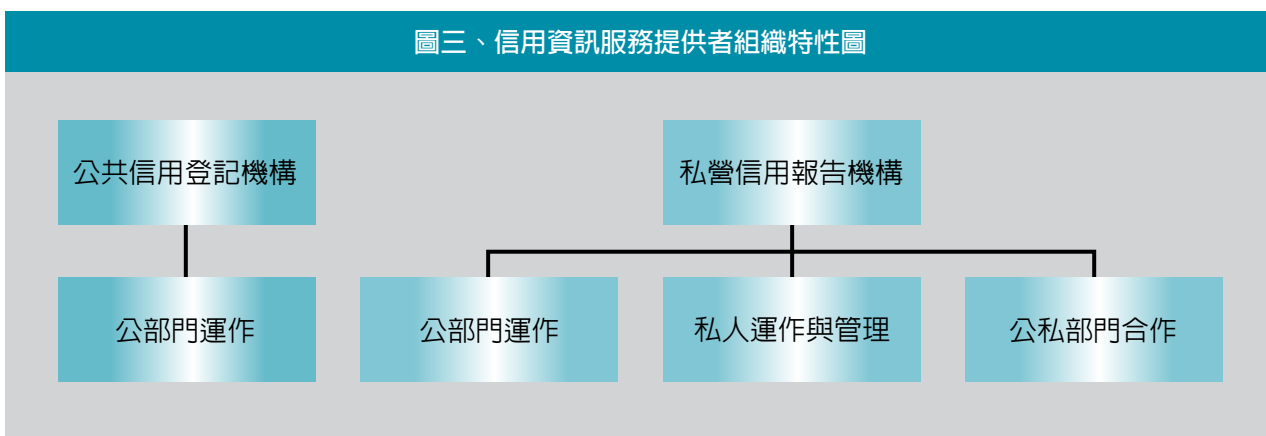 圖三、信用資訊服務提供者組織特性圖
公共信用登記機構
私營信用報告機構
公部門運作
公部門運作
私人運作與管理
公私部門合作